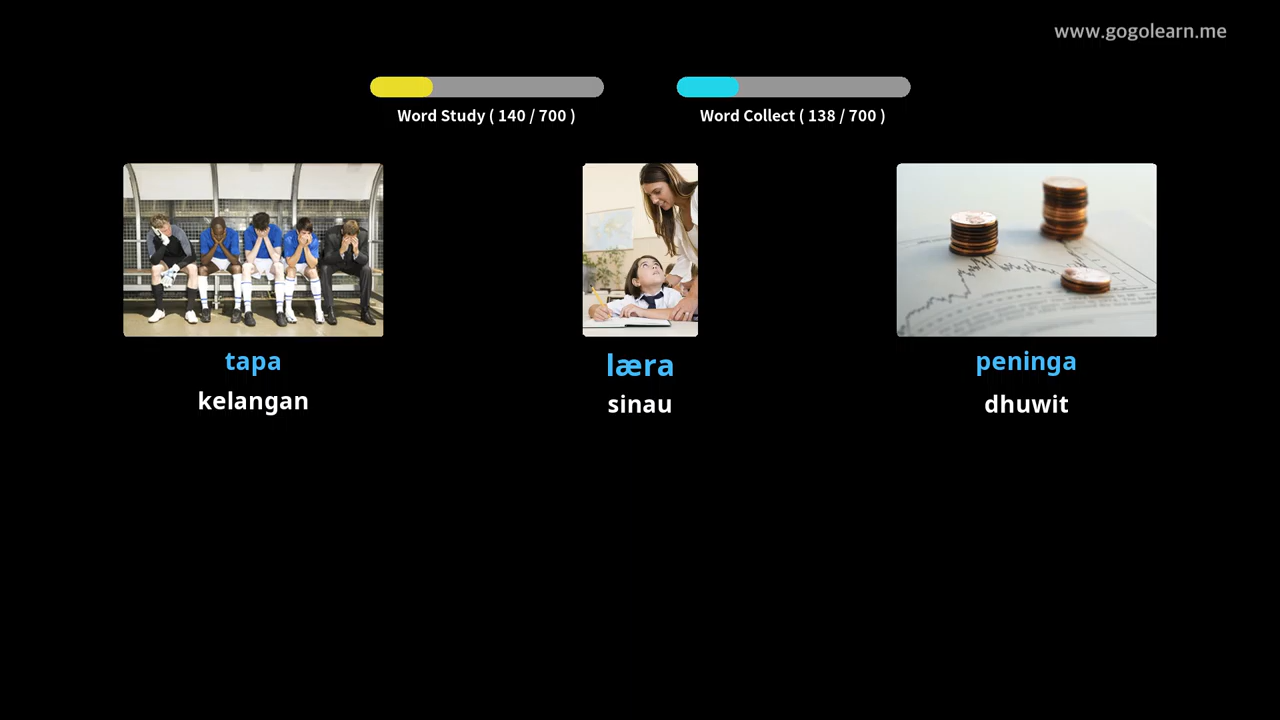 www.gogolearn.me
Word Study ( 140 / 700 )
Word Collect ( 138 / 700 )
tapa
kelangan
læra
sinau
peninga
dhuwit